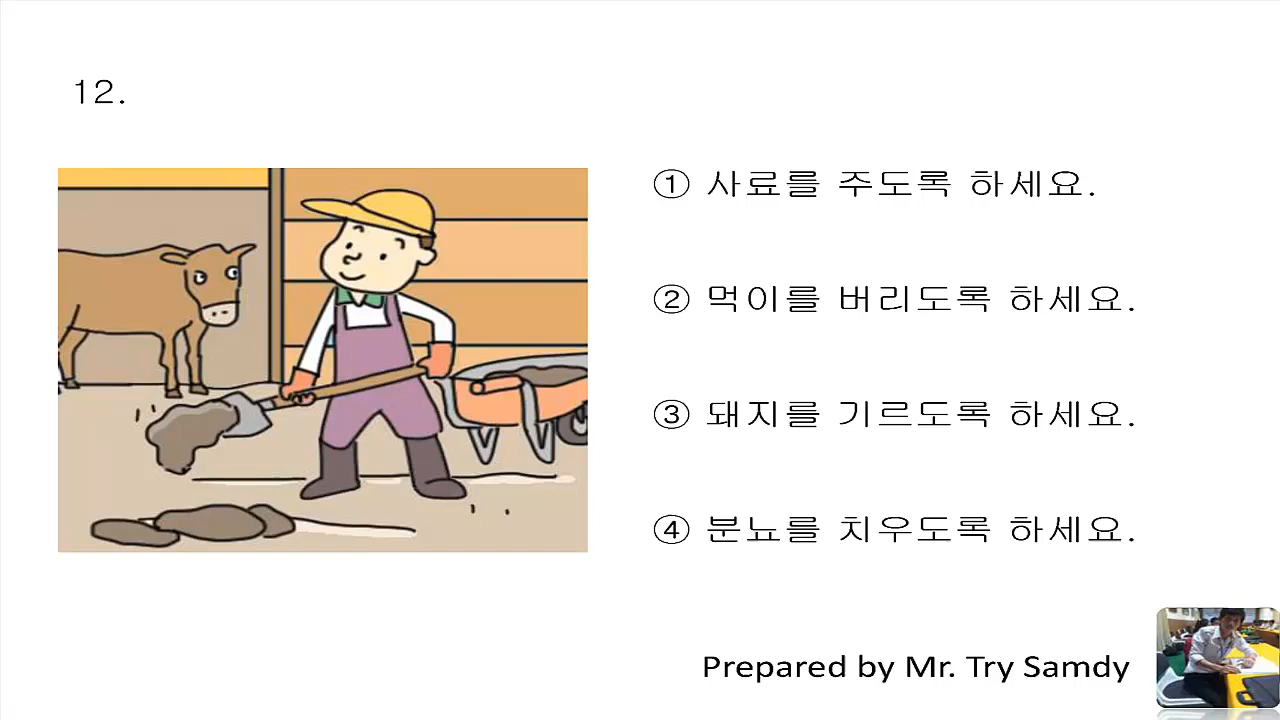 12.
① 사료를 주도록 하세요.
② 먹이를 버리도록 하세요.
③ 돼지를 기르도록 하세요.
④ 분뇨를 치우도록 하세요.
Prepared by Mr. Try Samdy